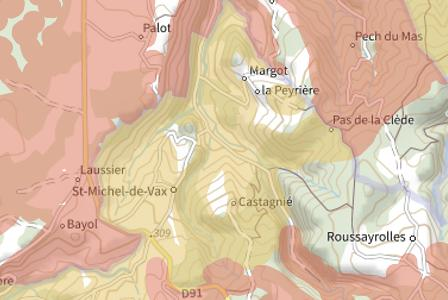 Palot
Pech du Mas
Margot
la Peyrière
Pas de la Clède
Laussier
St-Michel-de-Vax
Castagnié
Bayol
309
Roussayrolles
D91